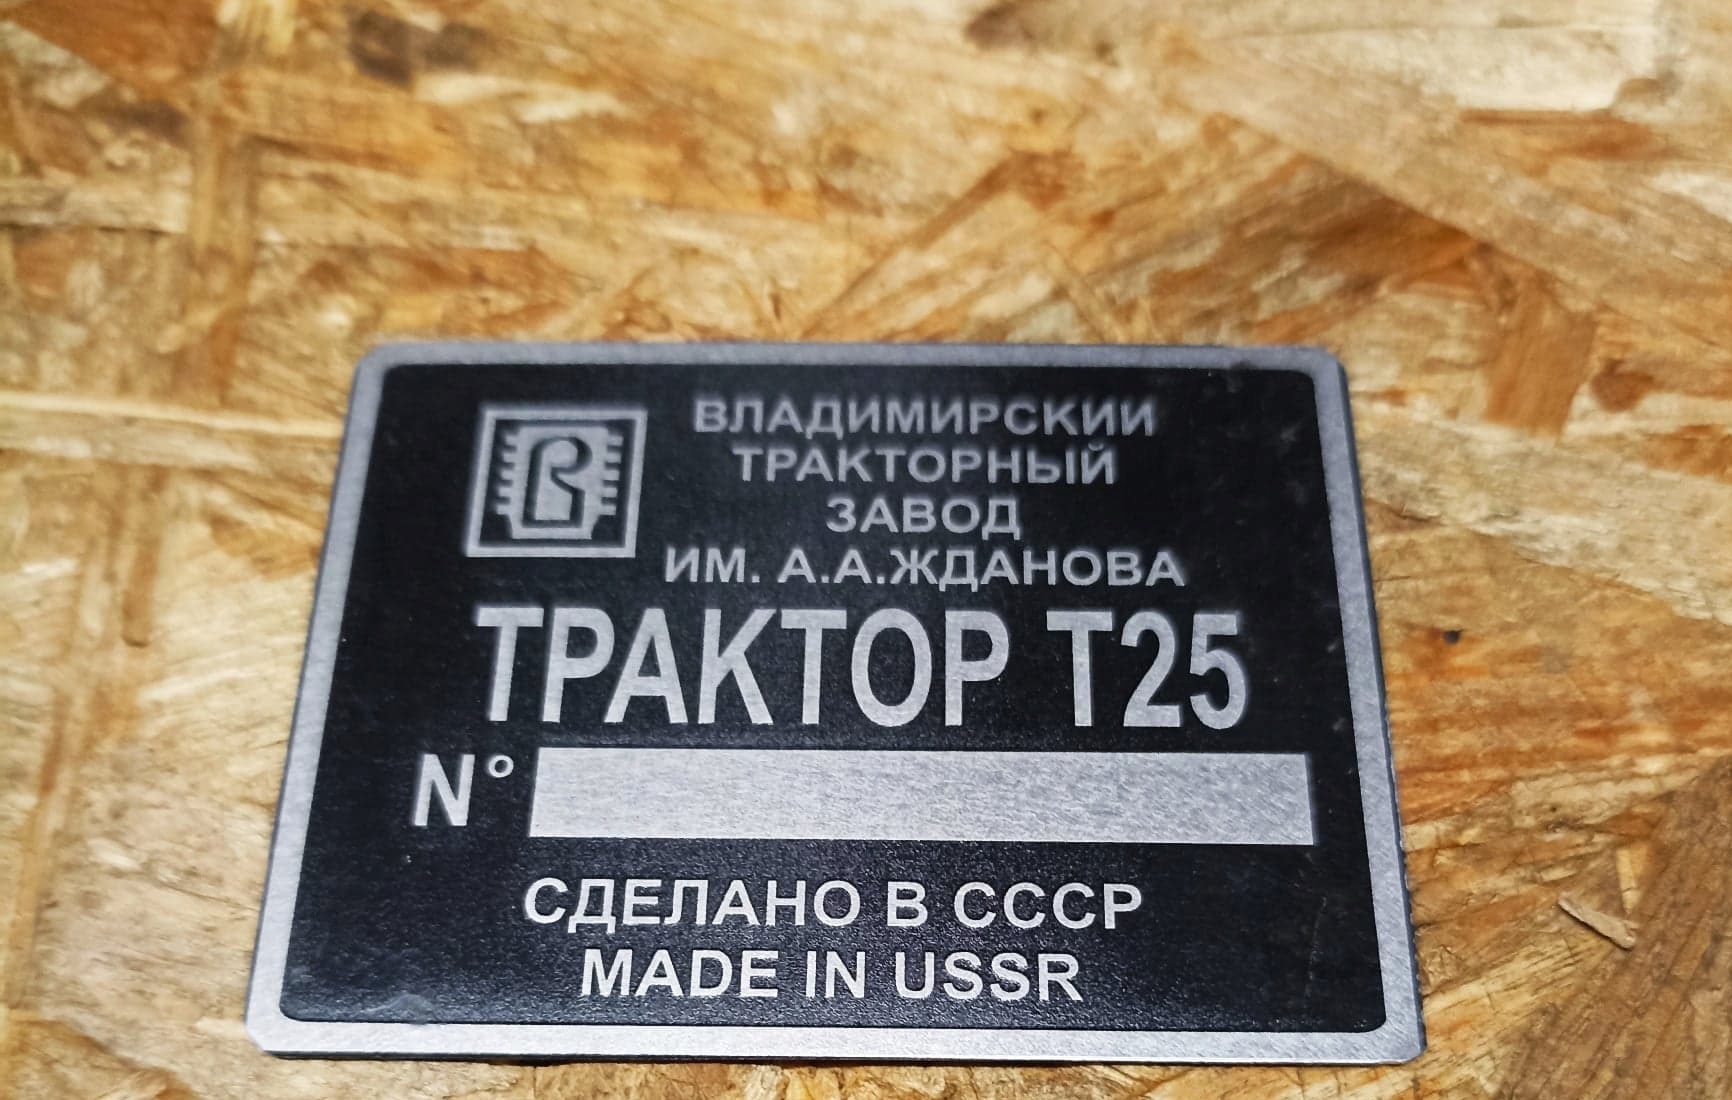 ВЛАДИМИРСКИЙ
ТРАКТОРНЫЙ
ЗАВОД
ИМ. А.А.ЖДАНОВА
ТРАКТОР Т25
N°
СДЕЛАНО В СССР
MADE IN USSR